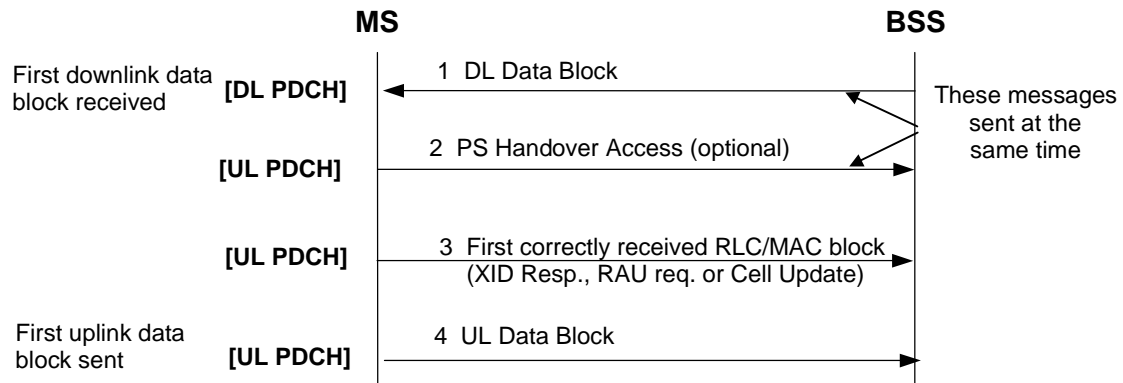 MS
BSS
First downlink data
block received
[DL PDCH]
1 DL Data Block
These messages
sent at the
same time
2 PS Handover Access (optional)
[UL PDCH]
3 First correctly received RLC/MAC block
(XID Resp., RAU req. or Cell Update)
[UL PDCH]
First uplink data
block sent
[UL PDCH]
4 UL Data Block